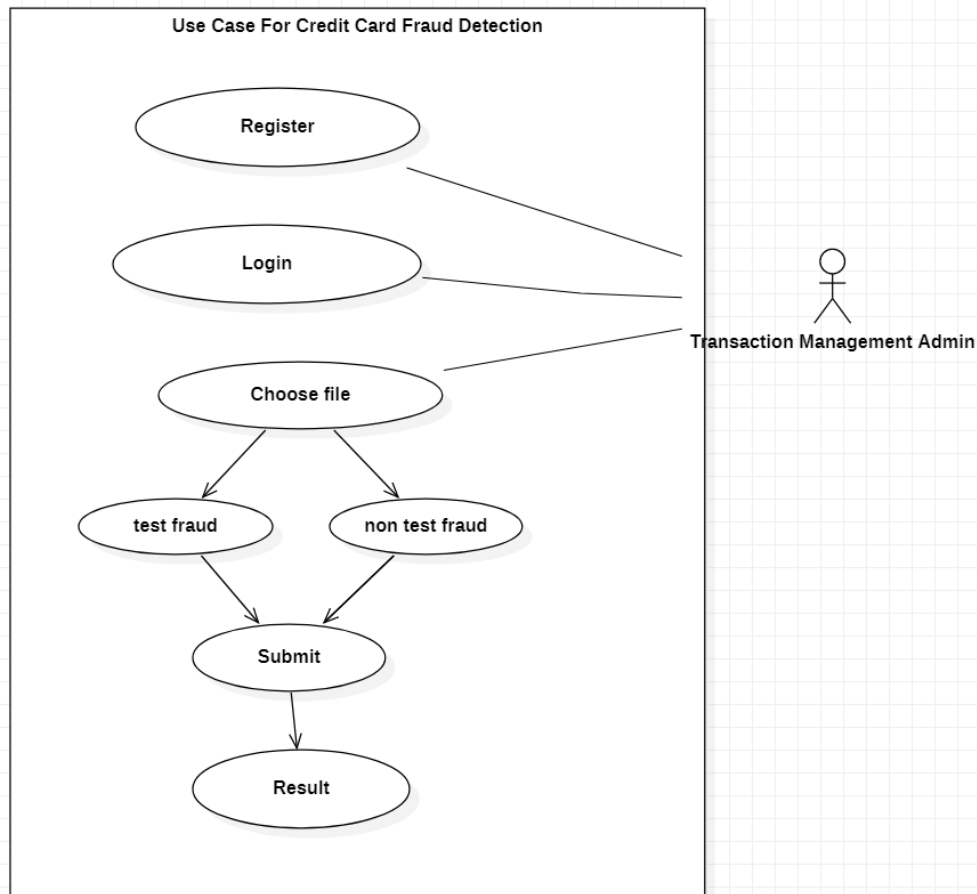 Use Case For Credit Card Fraud Detection
Register
Login
Transaction Management Admin
Choose file
test fraud
non test fraud
Submit
Result